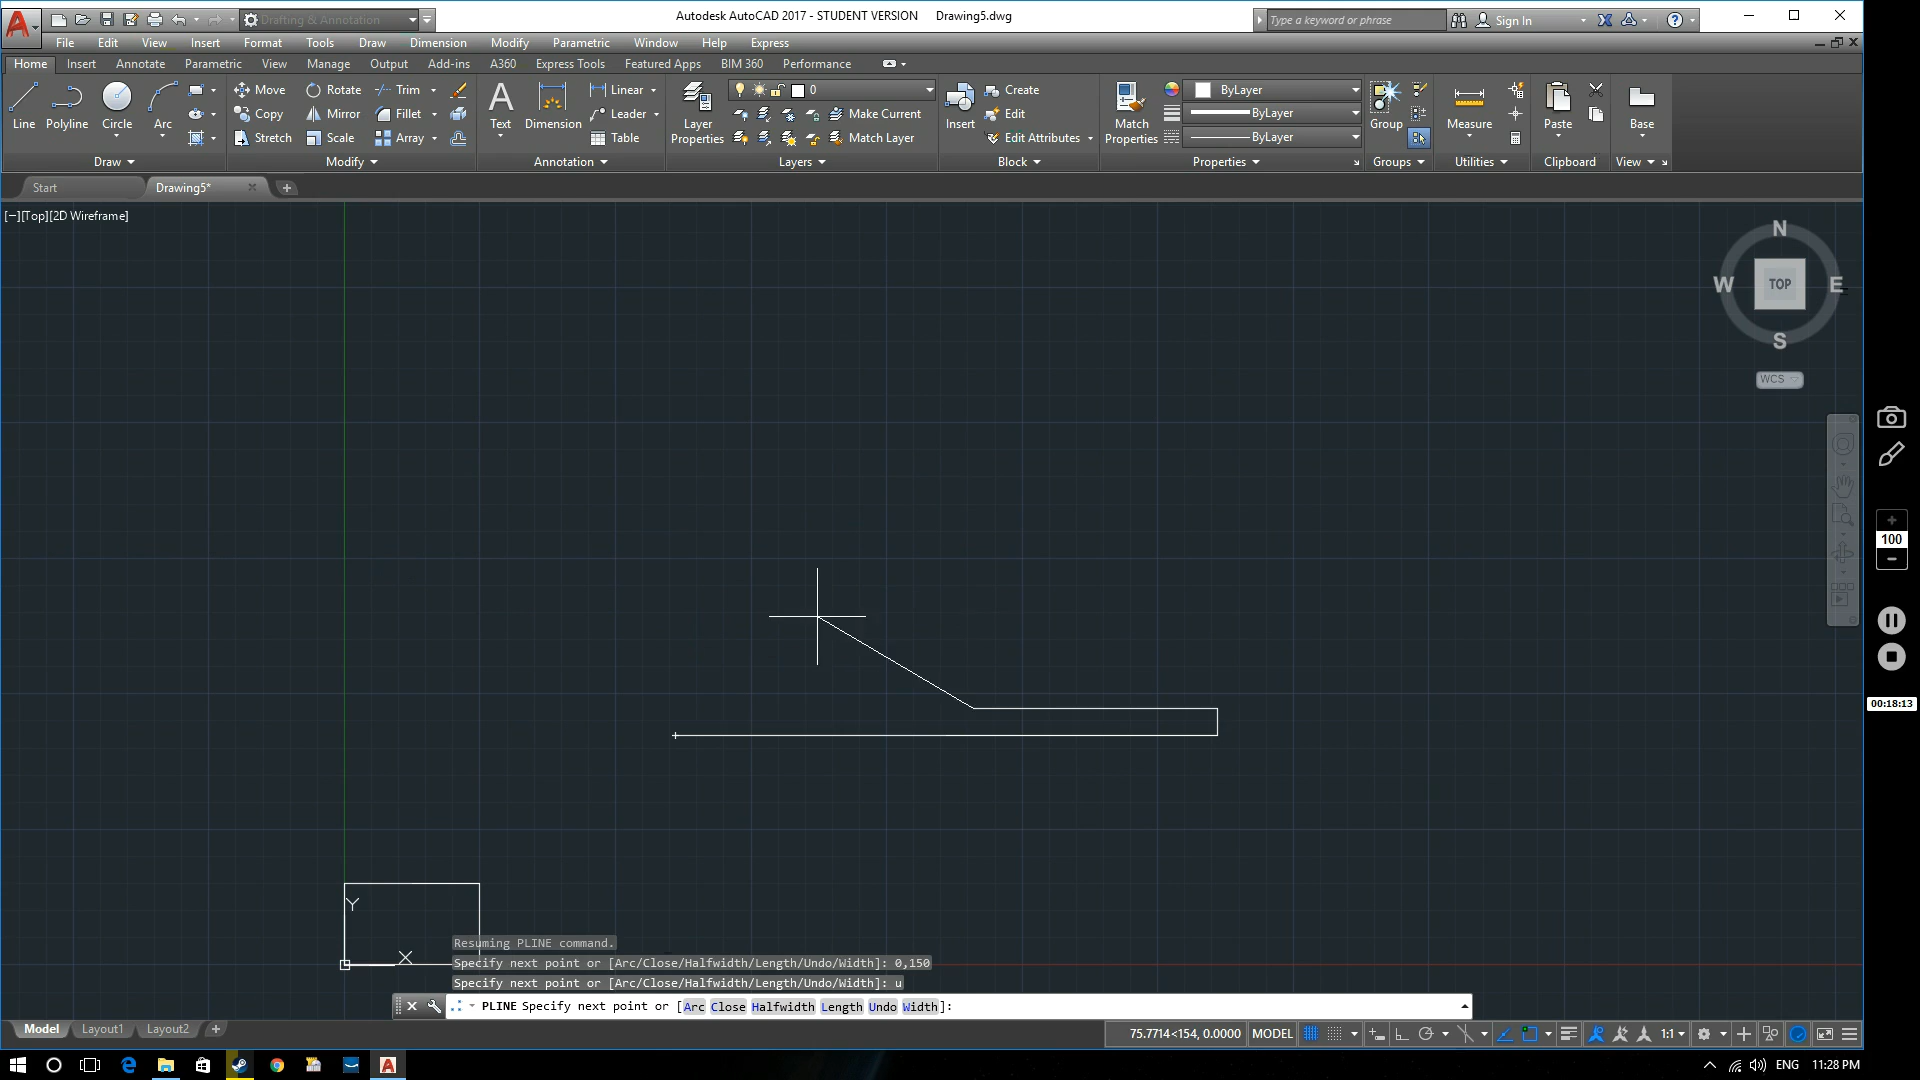 Drafting & Annotation
Autodesk AutoCAD 2017 - STUDENT VERSION Drawing5.dwg
Type a keyword or phrase
Sign In
File Edit View Insert Format Tools Draw Dimension Modify Parametric Window Help Express
Home Insert Annotate Parametric View Manage Output Add-ins A360 Express Tools Featured Apps BIM 360 Performance
Line Polyline Circle Arc
Draw
Move Rotate Trim
Copy Mirror Fillet
Stretch Scale Array
Modify
Text Dimension
Linear
Leader
Table
Annotation
Layer Properties
0
Make Current
Match Layer
Layers
Insert
Create
Edit
Edit Attributes
Block
Match Properties
ByLayer
ByLayer
ByLayer
Properties
Group
Groups
Measure
Utilities
Paste
Clipboard
Base
View
Start Drawing5*
[−][Top][2D Wireframe]
N
W TOP E
S
WCS
100
00:18:13
Y
X
Resuming PLINE command.
Specify next point or [Arc/Close/Halfwidth/Length/Undo/Width]: 0,150
Specify next point or [Arc/Close/Halfwidth/Length/Undo/Width]: u
PLINE Specify next point or [Arc Close Halfwidth Length Undo Width]:
Model Layout1 Layout2
75.7714<154, 0.0000 MODEL 1:1
ENG 11:28 PM